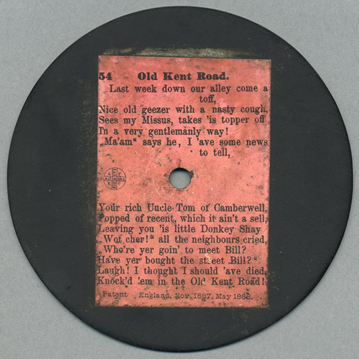 54 Old Kent Road.
Last week down our alley come a
toff,
Nice old geezer with a nasty cough,
Sees my Missus, takes 'is topper off
In a very gentlemanly way!
„Ma'am“ says he, I 'ave some news
to tell,
Your rich Uncle Tom of Camberwell,
Popped of recent, which it ain't a sell,
Leaving you 'is little Donkey Shay
„Wot cher!“ all the neighbours cried,
Who're yer goin' to meet Bill?
Have yer bought the street Bill?
Laugh! I thought I should 'ave died,
Knock'd 'em in the Old Kent Road!
Patent England, Nov. 1887, May 1888.